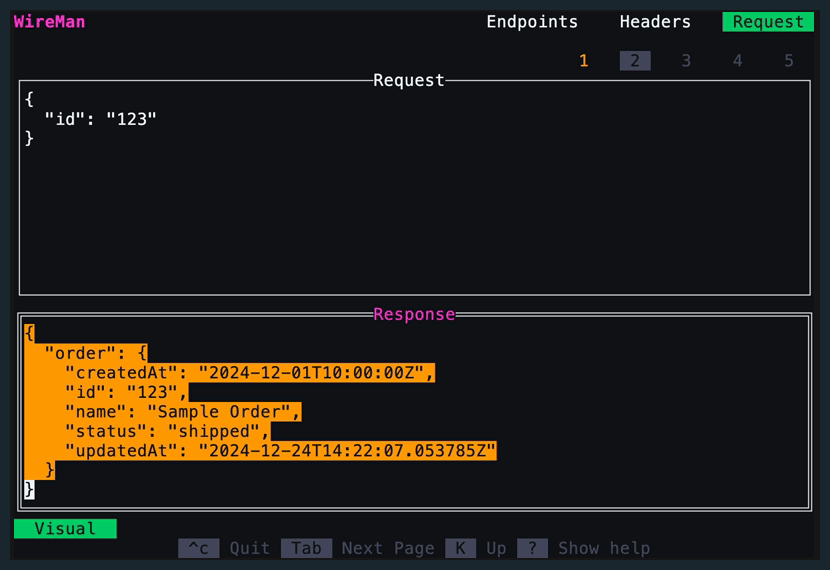 WireMan Endpoints Headers Request
1 2 3 4 5
Request
{
  "id": "123"
}
Response
{
  "order": {
    "createdAt": "2024-12-01T10:00:00Z",
    "id": "123",
    "name": "Sample Order",
    "status": "shipped",
    "updatedAt": "2024-12-24T14:22:07.053785Z"
  }
}
Visual
^c Quit Tab Next Page K Up ? Show help